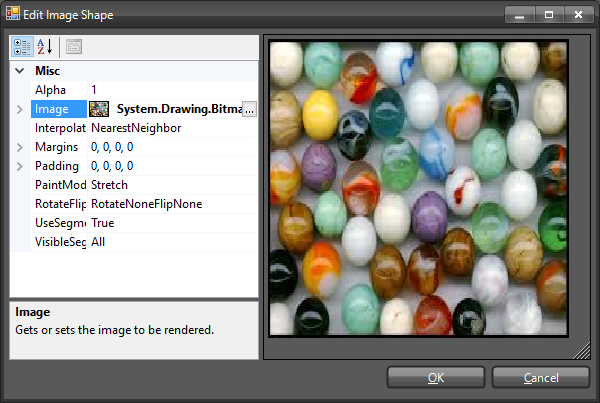 Edit Image Shape
Misc
Alpha 1
Image System.Drawing.Bitma ...
Interpolat NearestNeighbor
Margins 0, 0, 0, 0
Padding 0, 0, 0, 0
PaintMod Stretch
RotateFlip RotateNoneFlipNone
UseSegm True
VisibleSeg All
Image
Gets or sets the image to be rendered.
OK Cancel